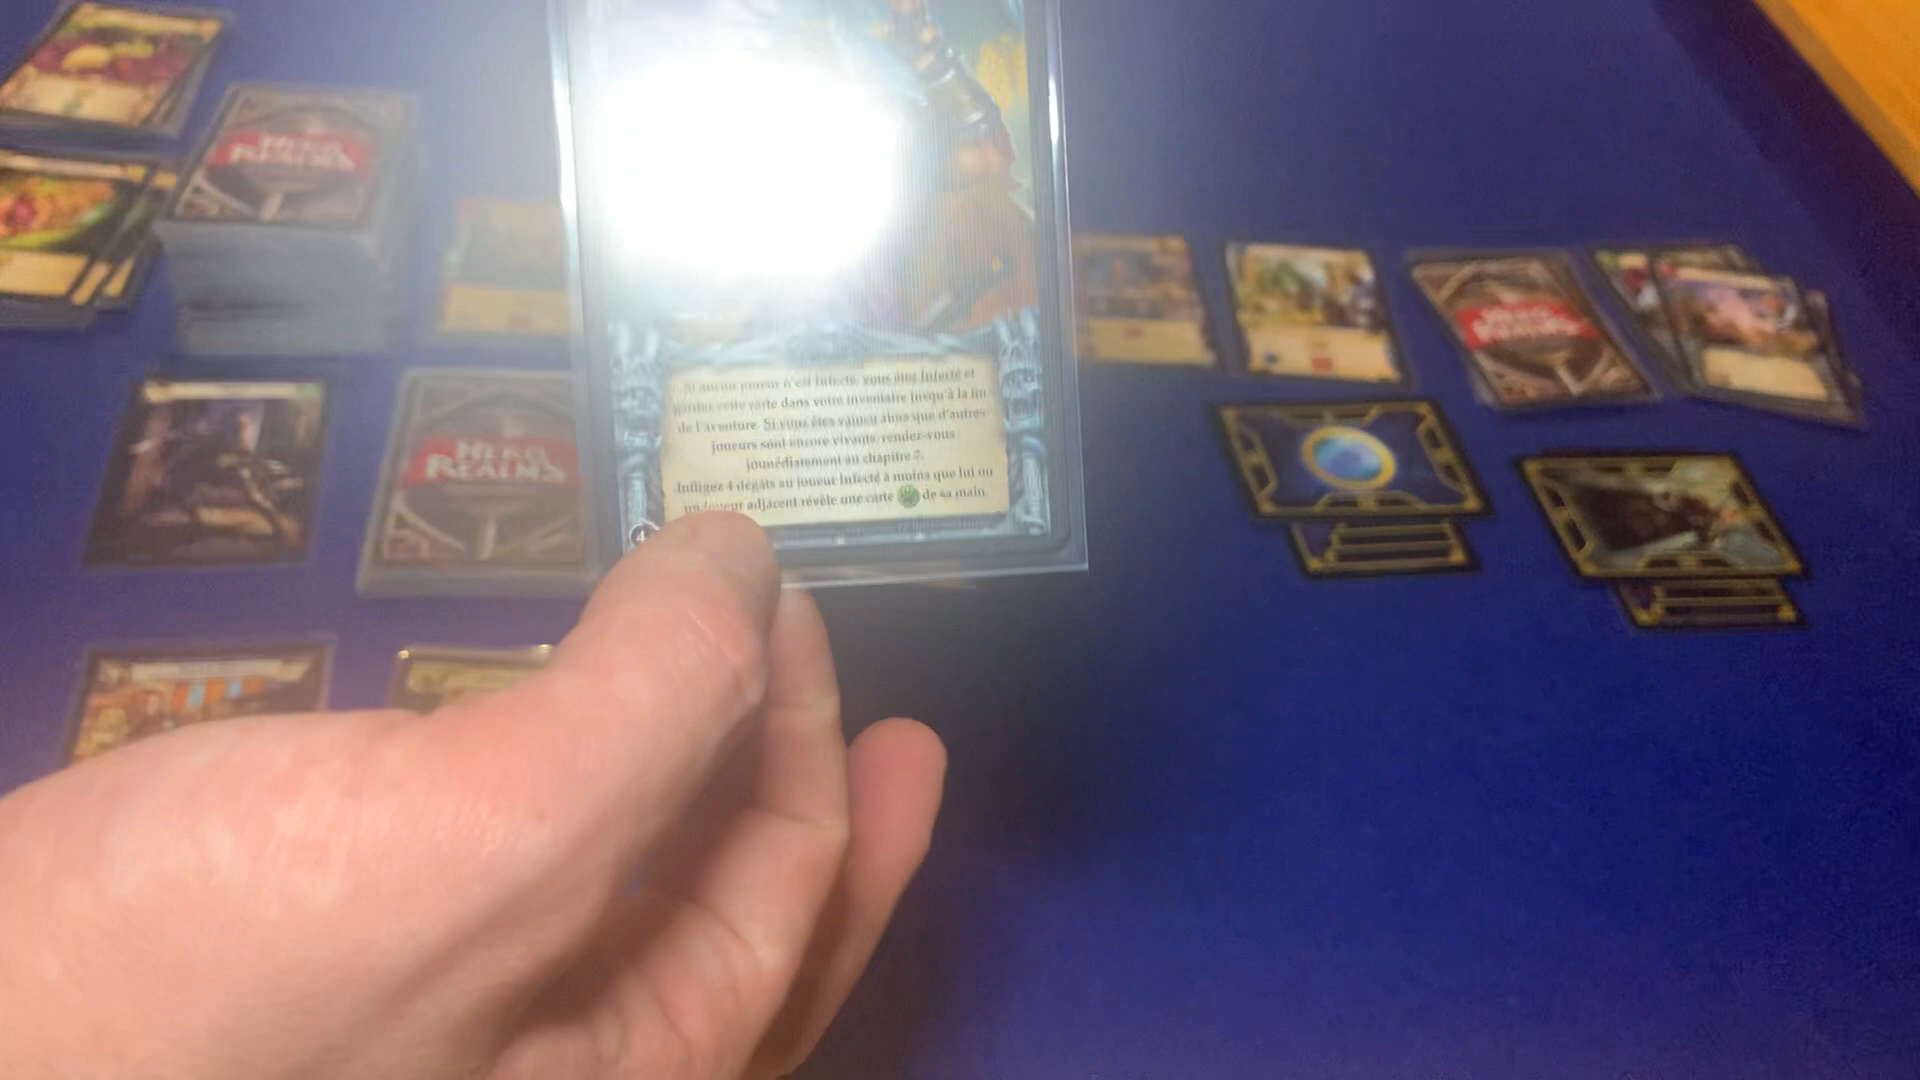 HERO
REALMS
Si aucun joueur n'est Infecté, vous êtes Infecté et
gardez cette carte dans votre inventaire jusqu'à la fin
de l'aventure. Si vous êtes vaincu alors que d'autres
joueurs sont encore vivants, rendez-vous
immédiatement au chapitre 7.
Infligez 4 dégâts au joueur Infecté à moins que lui ou
un joueur adjacent révèle une carte de sa main.
4
HERO
REALMS
HERO
REALMS